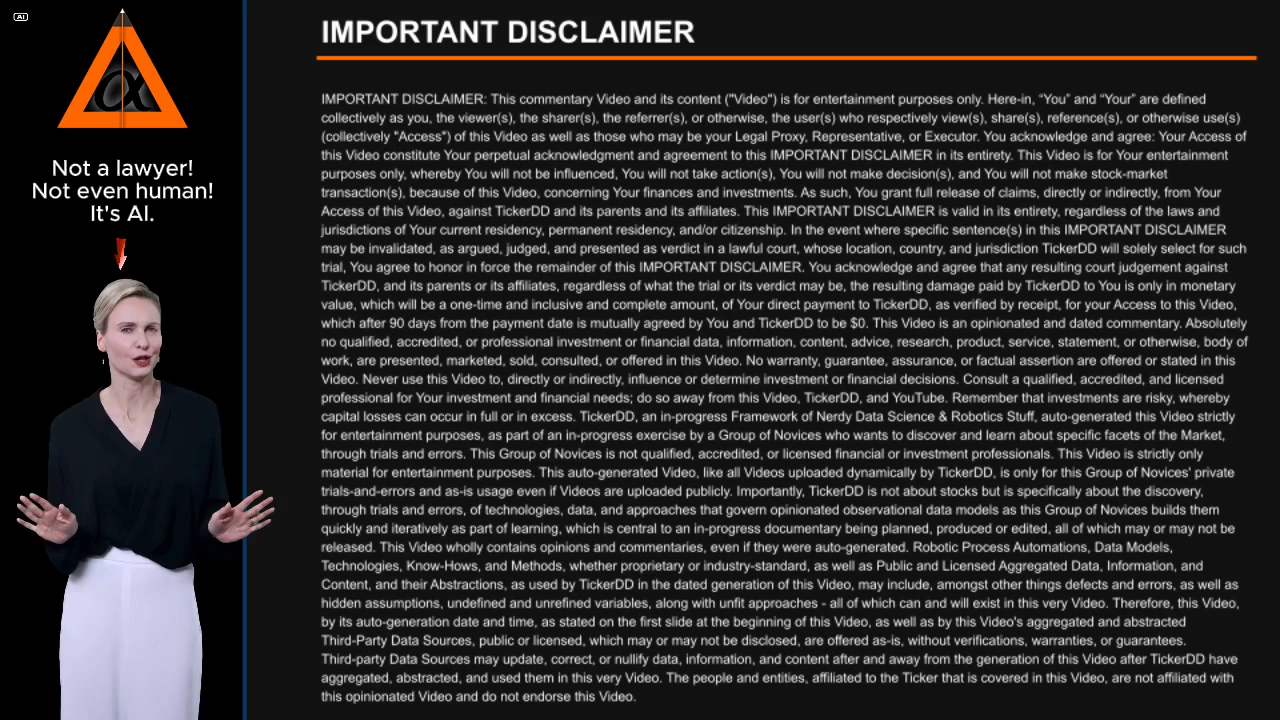 AI
α
Not a lawyer!
Not even human!
It's AI.
IMPORTANT DISCLAIMER
IMPORTANT DISCLAIMER: This commentary Video and its content ("Video") is for entertainment purposes only. Here-in, “You” and “Your” are defined
collectively as you, the viewer(s), the sharer(s), the referrer(s), or otherwise, the user(s) who respectively view(s), share(s), reference(s), or otherwise use(s)
(collectively "Access") of this Video as well as those who may be your Legal Proxy, Representative, or Executor. You acknowledge and agree: Your Access of
this Video constitute Your perpetual acknowledgment and agreement to this IMPORTANT DISCLAIMER in its entirety. This Video is for Your entertainment
purposes only, whereby You will not be influenced, You will not take action(s), You will not make decision(s), and You will not make stock-market
transaction(s), because of this Video, concerning Your finances and investments. As such, You grant full release of claims, directly or indirectly, from Your
Access of this Video, against TickerDD and its parents and its affiliates. This IMPORTANT DISCLAIMER is valid in its entirety, regardless of the laws and
jurisdictions of Your current residency, permanent residency, and/or citizenship. In the event where specific sentence(s) in this IMPORTANT DISCLAIMER
may be invalidated, as argued, judged, and presented as verdict in a lawful court, whose location, country, and jurisdiction TickerDD will solely select for such
trial, You agree to honor in force the remainder of this IMPORTANT DISCLAIMER. You acknowledge and agree that any resulting court judgement against
TickerDD, and its parents or its affiliates, regardless of what the trial or its verdict may be, the resulting damage paid by TickerDD to You is only in monetary
value, which will be a one-time and inclusive and complete amount, of Your direct payment to TickerDD, as verified by receipt, for your Access to this Video,
which after 90 days from the payment date is mutually agreed by You and TickerDD to be $0. This Video is an opinionated and dated commentary. Absolutely
no qualified, accredited, or professional investment or financial data, information, content, advice, research, product, service, statement, or otherwise, body of
work, are presented, marketed, sold, consulted, or offered in this Video. No warranty, guarantee, assurance, or factual assertion are offered or stated in this
Video. Never use this Video to, directly or indirectly, influence or determine investment or financial decisions. Consult a qualified, accredited, and licensed
professional for Your investment and financial needs; do so away from this Video, TickerDD, and YouTube. Remember that investments are risky, whereby
capital losses can occur in full or in excess. TickerDD, an in-progress Framework of Nerdy Data Science & Robotics Stuff, auto-generated this Video strictly
for entertainment purposes, as part of an in-progress exercise by a Group of Novices who wants to discover and learn about specific facets of the Market,
through trials and errors. This Group of Novices is not qualified, accredited, or licensed financial or investment professionals. This Video is strictly only
material for entertainment purposes. This auto-generated Video, like all Videos uploaded dynamically by TickerDD, is only for this Group of Novices' private
trials-and-errors and as-is usage even if Videos are uploaded publicly. Importantly, TickerDD is not about stocks but is specifically about the discovery,
through trials and errors, of technologies, data, and approaches that govern opinionated observational data models as this Group of Novices builds them
quickly and iteratively as part of learning, which is central to an in-progress documentary being planned, produced or edited, all of which may or may not be
released. This Video wholly contains opinions and commentaries, even if they were auto-generated. Robotic Process Automations, Data Models,
Technologies, Know-Hows, and Methods, whether proprietary or industry-standard, as well as Public and Licensed Aggregated Data, Information, and
Content, and their Abstractions, as used by TickerDD in the dated generation of this Video, may include, amongst other things defects and errors, as well as
hidden assumptions, undefined and unrefined variables, along with unfit approaches - all of which can and will exist in this very Video. Therefore, this Video,
by its auto-generation date and time, as stated on the first slide at the beginning of this Video, as well as by this Video's aggregated and abstracted
Third-Party Data Sources, public or licensed, which may or may not be disclosed, are offered as-is, without verifications, warranties, or guarantees.
Third-party Data Sources may update, correct, or nullify data, information, and content after and away from the generation of this Video after TickerDD have
aggregated, abstracted, and used them in this very Video. The people and entities, affiliated to the Ticker that is covered in this Video, are not affiliated with
this opinionated Video and do not endorse this Video.